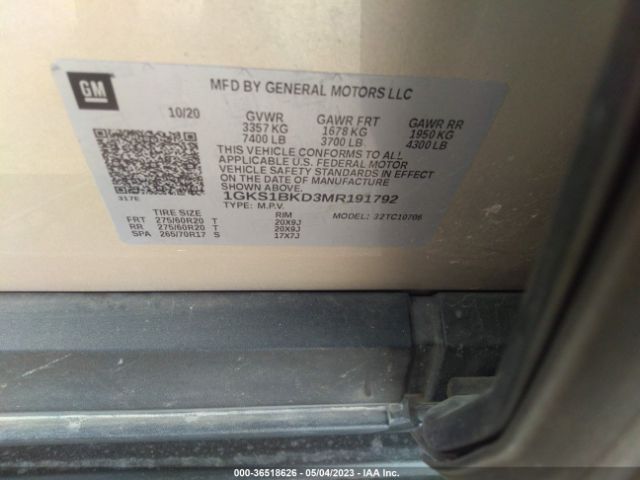 GM
MFD BY GENERAL MOTORS LLC
10/20 GVWR GAWR FRT GAWR RR
3357 KG 1678 KG 1950 KG
7400 LB 3700 LB 4300 LB
THIS VEHICLE CONFORMS TO ALL
APPLICABLE U.S. FEDERAL MOTOR
VEHICLE SAFETY STANDARDS IN EFFECT
ON THE DATE OF MANUFACTURE
SHOWN ABOVE.
317E 1GKS1BKD3MR191792
TYPE: M.P.V. MODEL: 32TC10706
TIRE SIZE RIM
FRT 275/60R20 T 20X9J
RR 275/60R20 T 20X9J
SPA 265/70R17 S 17X7J
000-36518626 - 05/04/2023 - IAA Inc.